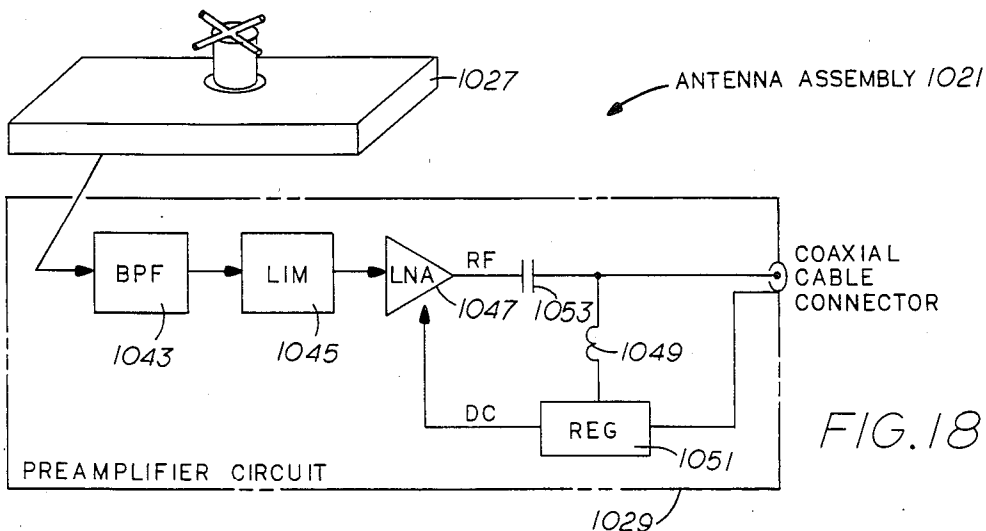 1027
ANTENNA ASSEMBLY 1021
BPF
LIM
LNA
RF
COAXIAL
CABLE
CONNECTOR
1043
1045
1047
1053
1049
DC
REG
1051
PREAMPLIFIER CIRCUIT
1029
FIG. 18